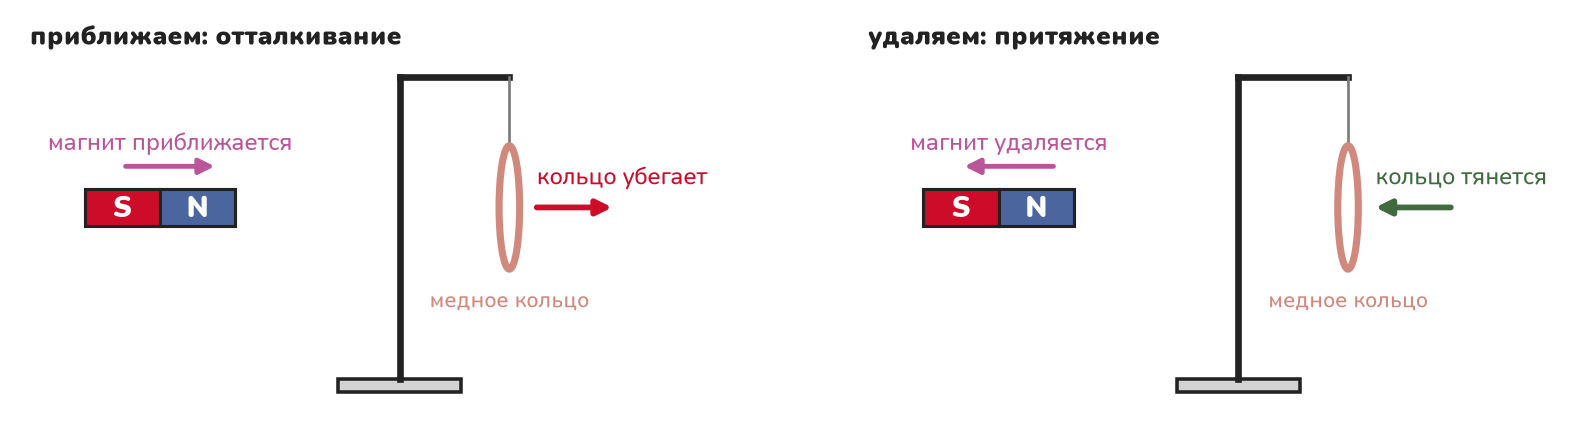 приближаем: отталкивание
магнит приближается
S N
кольцо убегает
медное кольцо
удаляем: притяжение
магнит удаляется
S N
кольцо тянется
медное кольцо